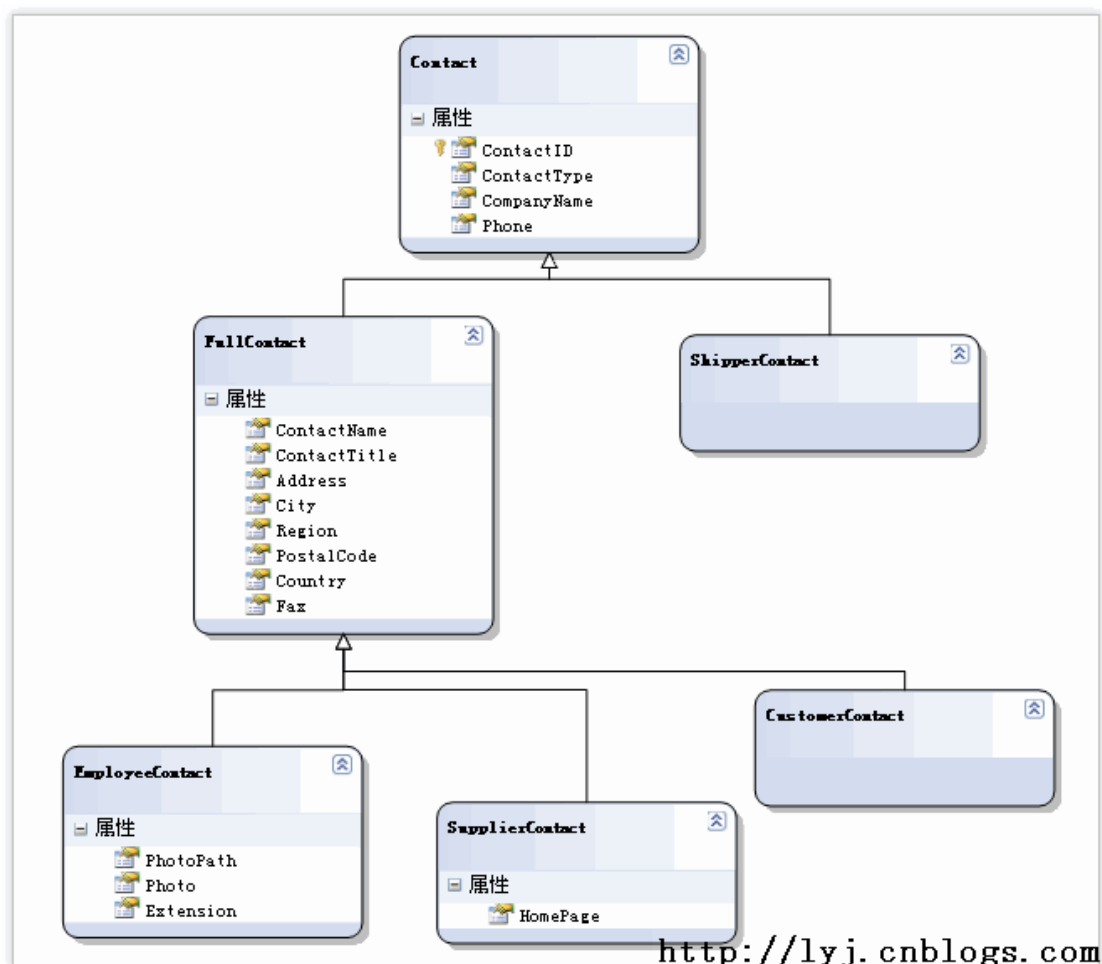 Contact
属性
ContactID
ContactType
CompanyName
Phone
FullContact
属性
ContactName
ContactTitle
Address
City
Region
PostalCode
Country
Fax
ShipperContact
EmployeeContact
属性
PhotoPath
Photo
Extension
SupplierContact
属性
HomePage
CustomerContact
http://lyj.cnblogs.com